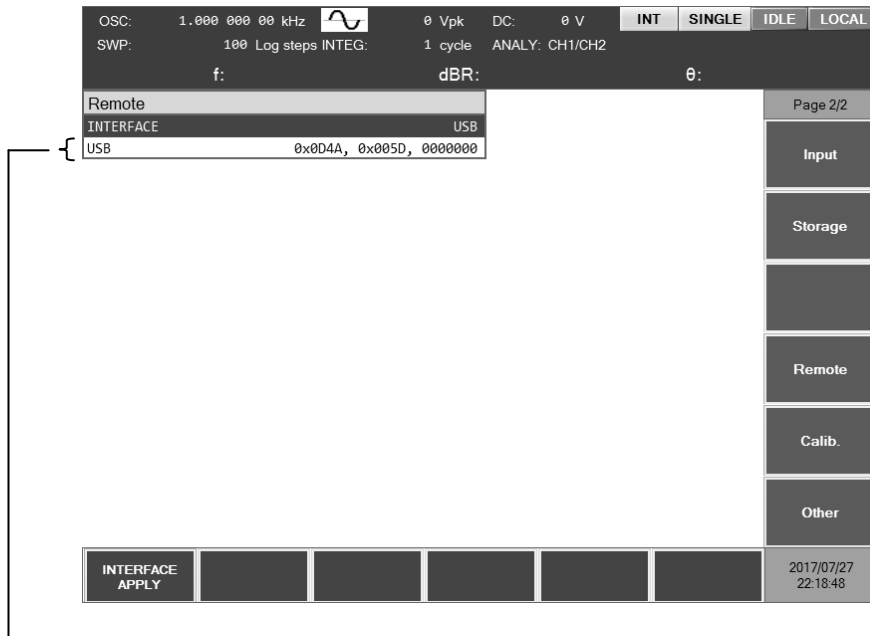 OSC: 1.000 000 00 kHz 0 Vpk DC: 0 V INT SINGLE IDLE LOCAL
SWP: 100 Log steps INTEG: 1 cycle ANALY: CH1/CH2
f: dBR: θ:
Remote
INTERFACE USB
USB 0x0D4A, 0x005D, 0000000
Page 2/2
Input
Storage
Remote
Calib.
Other
INTERFACE
APPLY
2017/07/27
22:18:48